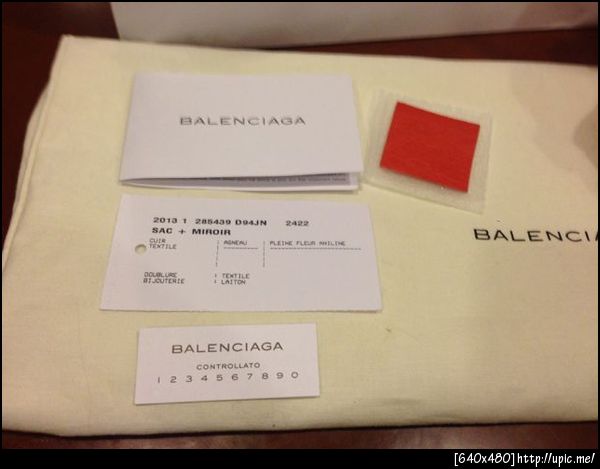 BALENCIAGA
2013 1 285439 D94JN 2422
SAC + MIROIR
CUIR : AGNEAU : PLEINE FLEUR ANILINE
TEXTILE
DOUBLURE : TEXTILE
BIJOUTERIE : LAITON
BALENCIA
BALENCIAGA
CONTROLLATO
1 2 3 4 5 6 7 8 9 0
[640x480]http://upic.me/